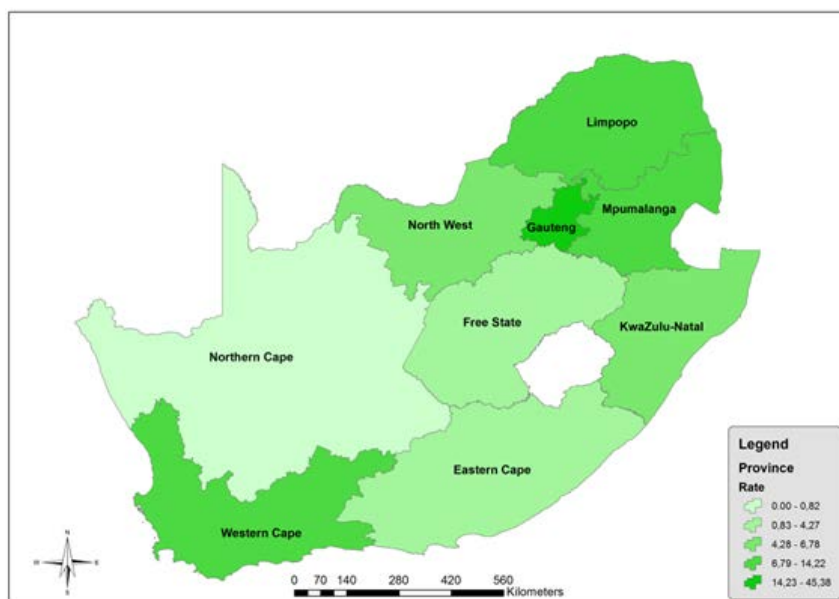 Limpopo
Mpumalanga
North West
Gauteng
Free State
KwaZulu-Natal
Northern Cape
Eastern Cape
Western Cape
Legend
Province
Rate
0.00 - 0,82
0,83 - 4,27
4,28 - 6,78
6,79 - 14,22
14,23 - 45,38
N
W E
S
0 70 140 280 420 560
Kilometers